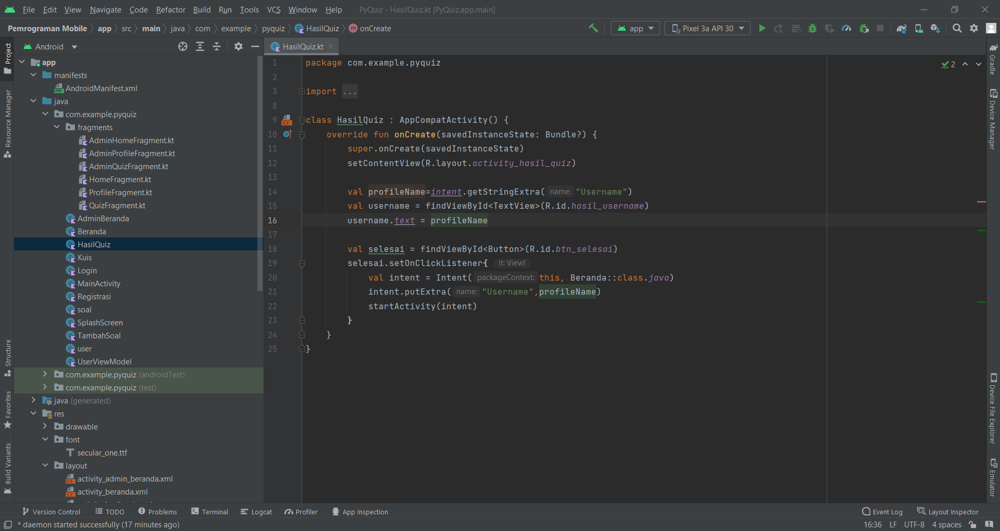 File Edit View Navigate Code Refactor Build Run Tools VCS Window Help PyQuiz - HasilQuiz.kt [PyQuiz.app.main]
Pemrograman Mobile app src main java com example pyquiz HasilQuiz onCreate app Pixel 3a API 30
Project
Resource Manager
Structure
Favorites
Build Variants
Android
app
manifests
AndroidManifest.xml
java
com.example.pyquiz
fragments
AdminHomeFragment.kt
AdminProfileFragment.kt
AdminQuizFragment.kt
HomeFragment.kt
ProfileFragment.kt
QuizFragment.kt
AdminBeranda
Beranda
HasilQuiz
Kuis
Login
MainActivity
Registrasi
soal
SplashScreen
TambahSoal
user
UserViewModel
com.example.pyquiz (androidTest)
com.example.pyquiz (test)
java (generated)
res
drawable
font
secular_one.ttf
layout
activity_admin_beranda.xml
activity_beranda.xml
HasilQuiz.kt
1 package com.example.pyquiz
2
3 import ...
8
9 class HasilQuiz : AppCompatActivity() {
10 override fun onCreate(savedInstanceState: Bundle?) {
11 super.onCreate(savedInstanceState)
12 setContentView(R.layout.activity_hasil_quiz)
13
14 val profileName=intent.getStringExtra( name: "Username")
15 val username = findViewById<TextView>(R.id.hasil_username)
16 username.text = profileName
17
18 val selesai = findViewById<Button>(R.id.btn_selesai)
19 selesai.setOnClickListener{ it: View!
20 val intent = Intent( packageContext: this, Beranda::class.java)
21 intent.putExtra( name: "Username",profileName)
22 startActivity(intent)
23 }
24 }
25 }
2
Gradle
Device Manager
Device File Explorer
Emulator
Version Control TODO Problems Terminal Logcat Profiler App Inspection Event Log Layout Inspector
* daemon started successfully (17 minutes ago) 16:36 LF UTF-8 4 spaces